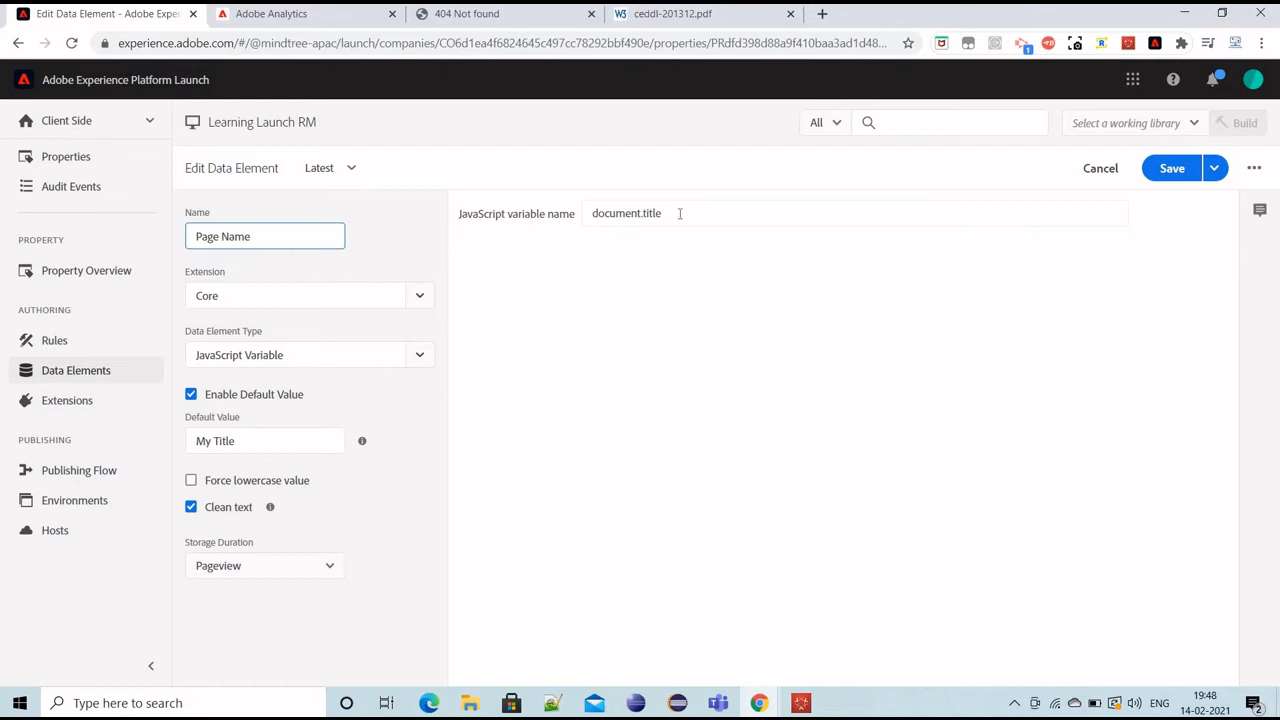 Edit Data Element - Adobe Exper
Adobe Analytics
404 Not found
ceddl-201312.pdf
experience.adobe.com/#/@mindtree-apac/launch/companies/CO6d1ea4f6824645c497cc78292bbf490e/properties/PRdfd398d88a9f410baa3ad1d48...
Adobe Experience Platform Launch
Client Side
Learning Launch RM
All
Select a working library
Build
Properties
Audit Events
Edit Data Element
Latest
Cancel
Save
Name
Page Name
JavaScript variable name
document.title
PROPERTY
Property Overview
Extension
Core
AUTHORING
Rules
Data Elements
Extensions
Data Element Type
JavaScript Variable
Enable Default Value
Default Value
My Title
PUBLISHING
Publishing Flow
Environments
Hosts
Force lowercase value
Clean text
Storage Duration
Pageview
Type here to search
ENG
19:48
14-02-2021
2